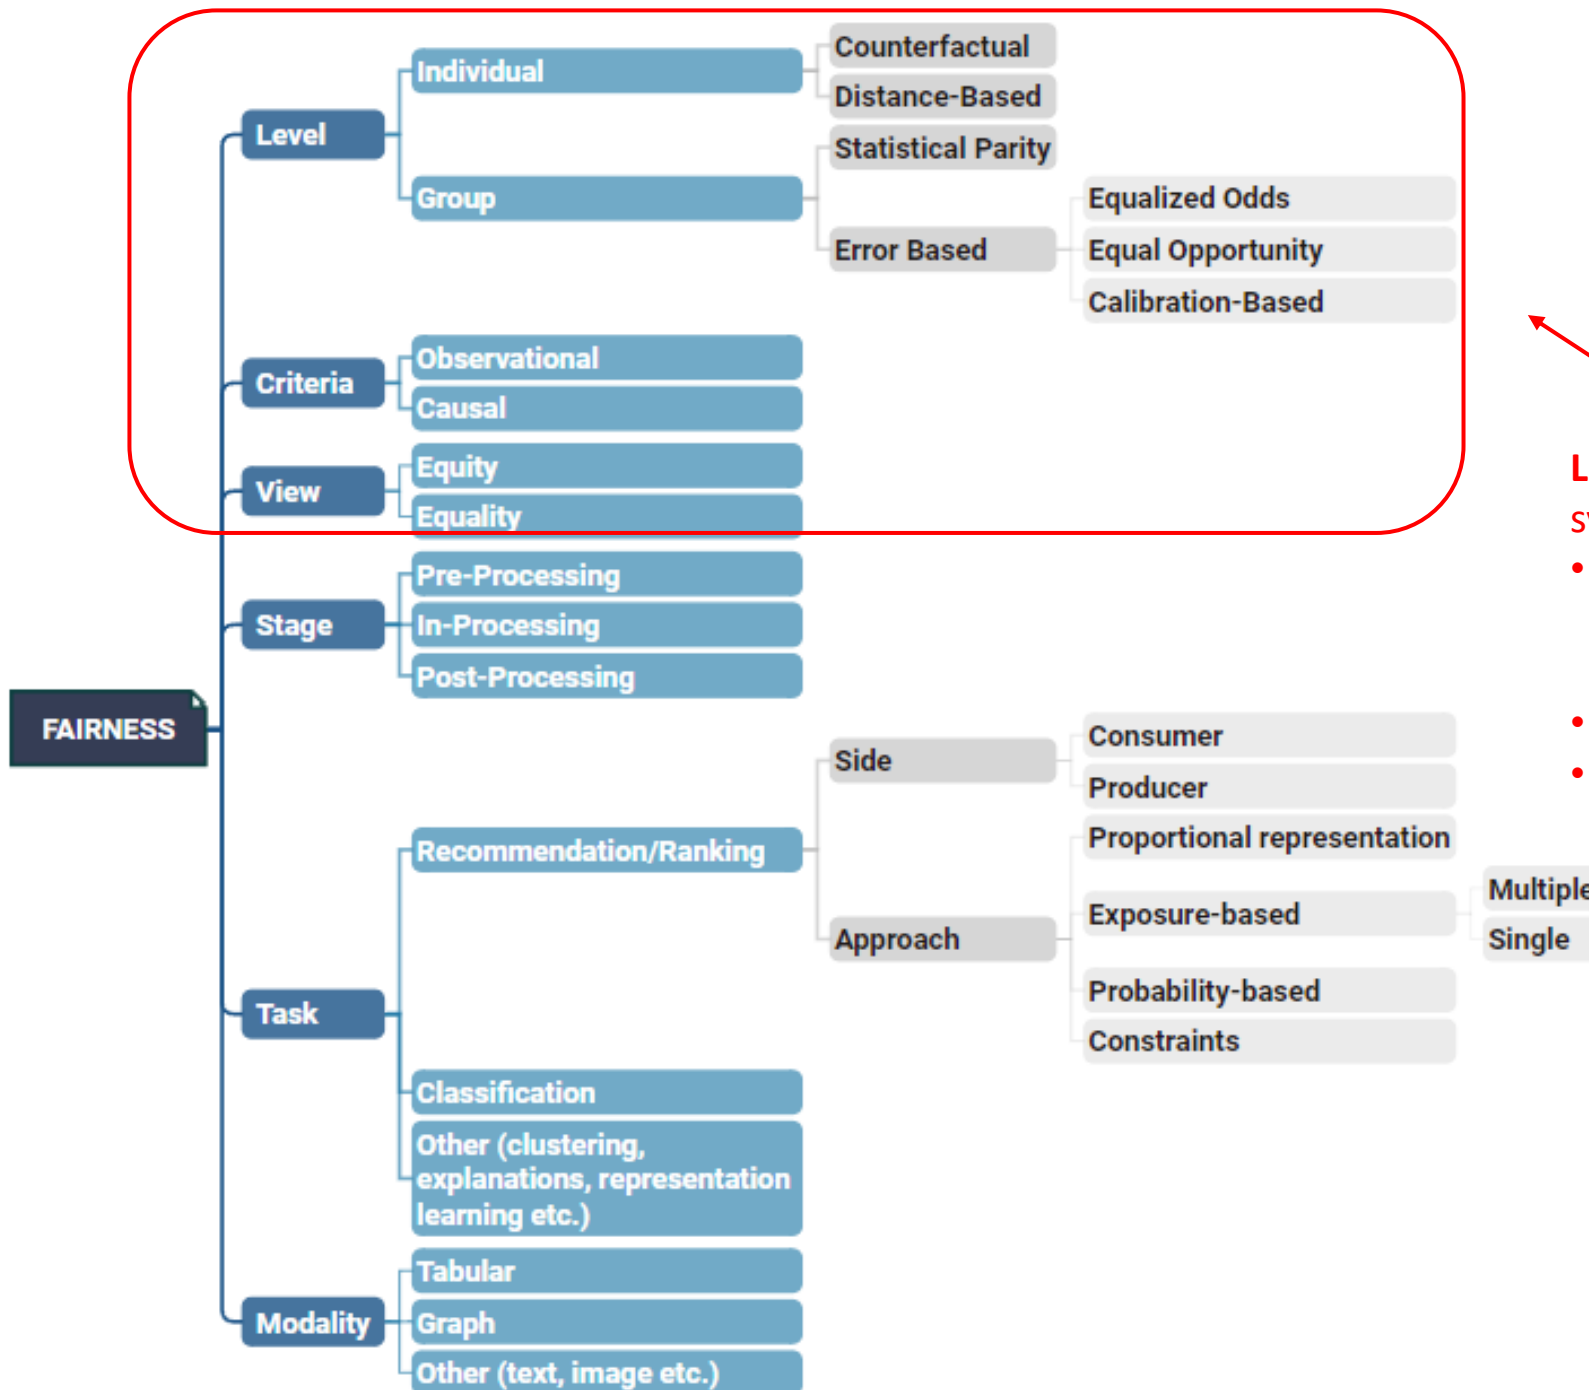 FAIRNESS
Level
Individual
Counterfactual
Distance-Based
Group
Statistical Parity
Error Based
Equalized Odds
Equal Opportunity
Calibration-Based
Criteria
Observational
Causal
View
Equity
Equality
Stage
Pre-Processing
In-Processing
Post-Processing
Task
Recommendation/Ranking
Side
Consumer
Producer
Approach
Proportional representation
Exposure-based
Multiple
Single
Probability-based
Constraints
Classification
Other (clustering,
explanations, representation
learning etc.)
Modality
Tabular
Graph
Other (text, image etc.)